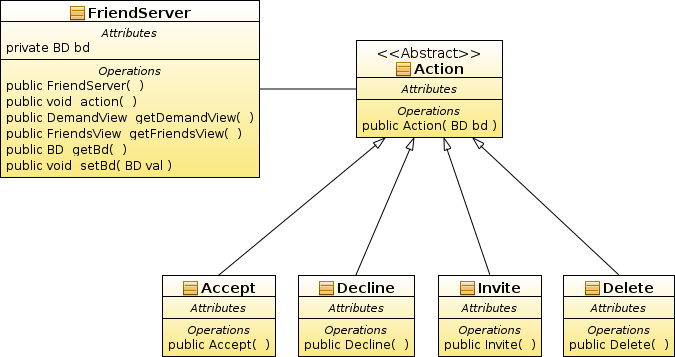 FriendServer
Attributes
private BD bd
Operations
public FriendServer( )
public void action( )
public DemandView getDemandView( )
public FriendsView getFriendsView( )
public BD getBd( )
public void setBd( BD val )
<<Abstract>>
Action
Attributes
Operations
public Action( BD bd )
Accept
Attributes
Operations
public Accept( )
Decline
Attributes
Operations
public Decline( )
Invite
Attributes
Operations
public Invite( )
Delete
Attributes
Operations
public Delete( )